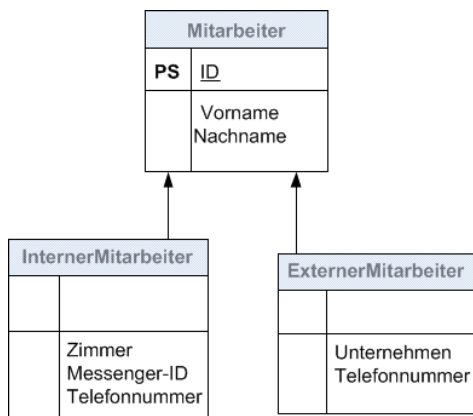 Mitarbeiter
PS ID
Vorname
Nachname
InternerMitarbeiter
Zimmer
Messenger-ID
Telefonnummer
ExternerMitarbeiter
Unternehmen
Telefonnummer